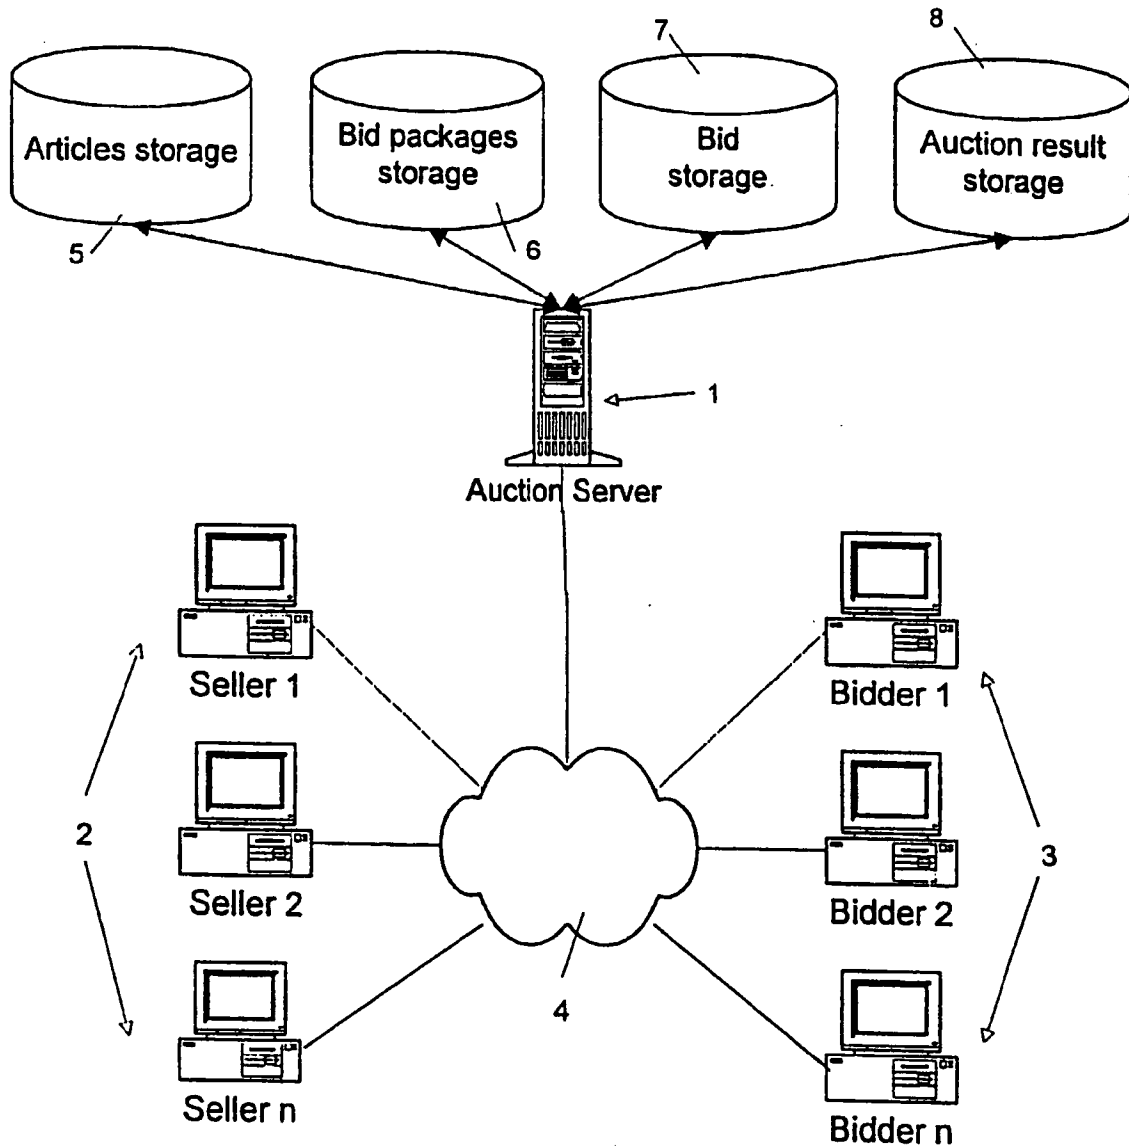 7
8
Articles storage
Bid packages
storage
Bid
storage
Auction result
storage
5
6
1
Auction Server
Seller 1
Bidder 1
2
3
Seller 2
Bidder 2
4
Seller n
Bidder n